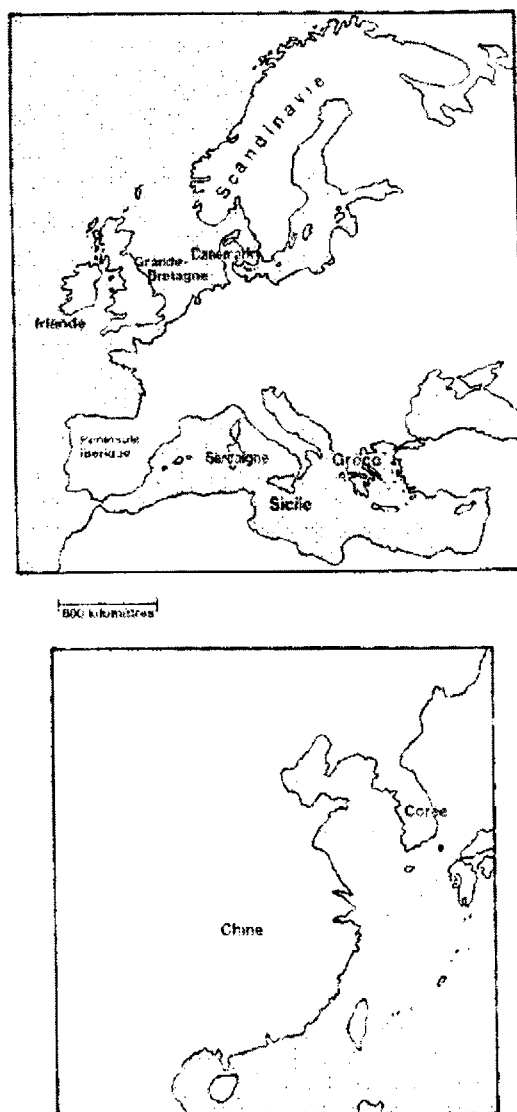 Scandinavie
Grande-
Bretagne
Danemark
Irlande
Péninsule
ibérique
Sardaigne
Grèce
Sicile
800 kilomètres
Corée
Chine